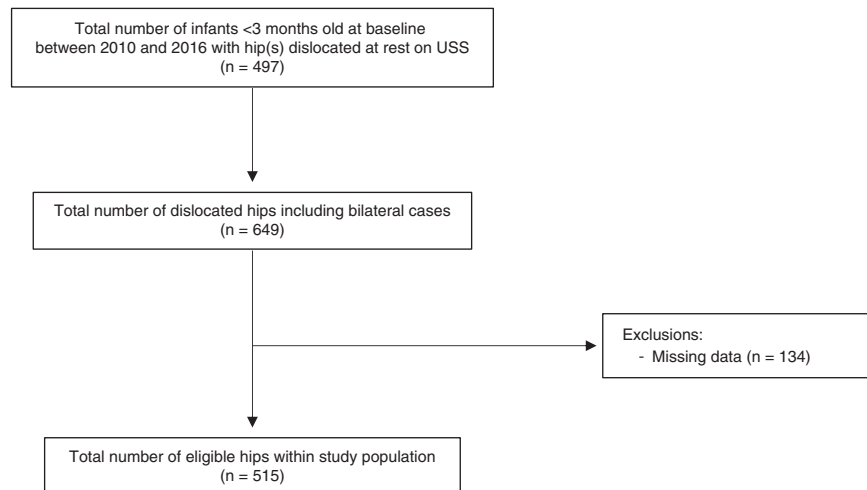 Total number of infants <3 months old at baseline
between 2010 and 2016 with hip(s) dislocated at rest on USS
(n = 497)
Total number of dislocated hips including bilateral cases
(n = 649)
Exclusions:
- Missing data (n = 134)
Total number of eligible hips within study population
(n = 515)